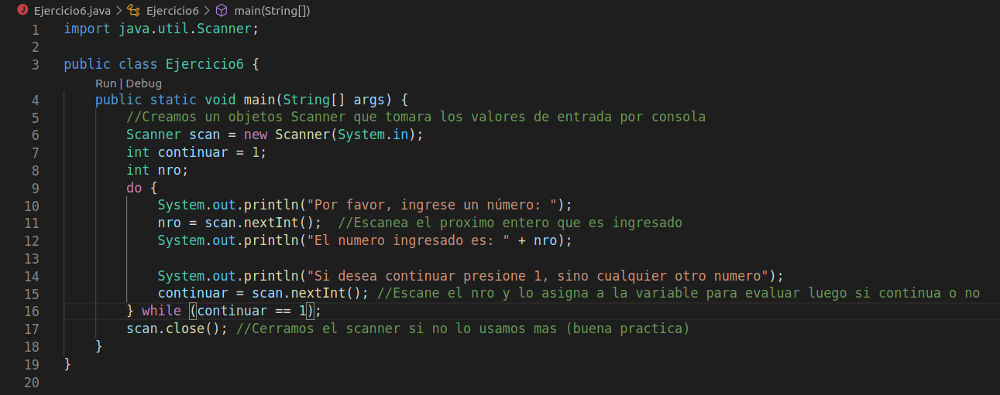 Ejercicio6.java > Ejercicio6 > main(String[])
1 import java.util.Scanner;
2
3 public class Ejercicio6 {
Run | Debug
4 public static void main(String[] args) {
5 //Creamos un objetos Scanner que tomara los valores de entrada por consola
6 Scanner scan = new Scanner(System.in);
7 int continuar = 1;
8 int nro;
9 do {
10 System.out.println("Por favor, ingrese un número: ");
11 nro = scan.nextInt();  //Escanea el proximo entero que es ingresado
12 System.out.println("El numero ingresado es: " + nro);
13
14 System.out.println("Si desea continuar presione 1, sino cualquier otro numero");
15 continuar = scan.nextInt(); //Escane el nro y lo asigna a la variable para evaluar luego si continua o no
16 } while (continuar == 1);
17 scan.close(); //Cerramos el scanner si no lo usamos mas (buena practica)
18 }
19 }
20